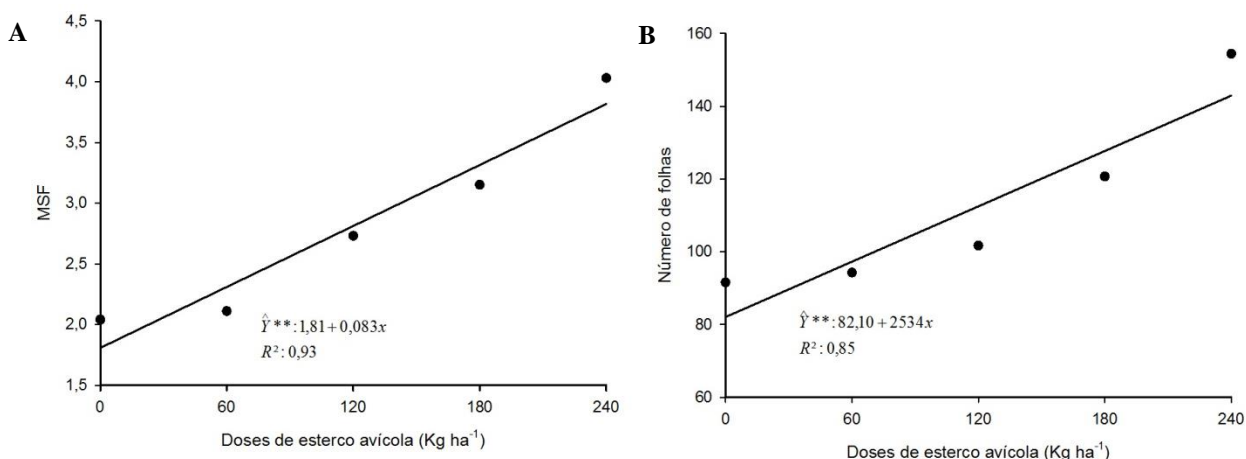 A
4,5
4,0
3,5
3,0
2,5
2,0
1,5
MSF
Ŷ**:1,81+0,083x
R²:0,93
0 60 120 180 240
Doses de esterco avícola (Kg ha⁻¹)
B
160
140
120
100
80
60
Número de folhas
Ŷ**:82,10+2534x
R²:0,85
0 60 120 180 240
Doses de esterco avícola (Kg ha⁻¹)